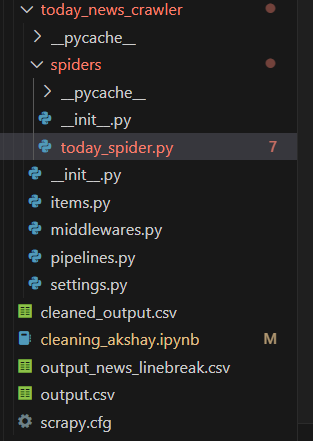 today_news_crawler
__pycache__
spiders
__pycache__
__init__.py
today_spider.py 7
__init__.py
items.py
middlewares.py
pipelines.py
settings.py
cleaned_output.csv
cleaning_akshay.ipynb M
output_news_linebreak.csv
output.csv
scrapy.cfg